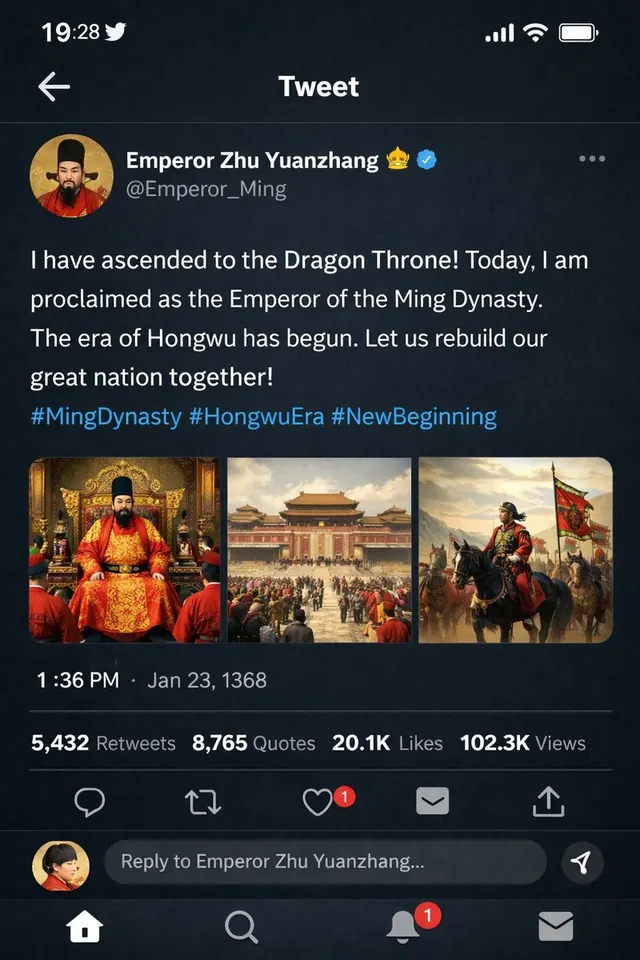 19:28
Tweet
Emperor Zhu Yuanzhang
@Emperor_Ming
I have ascended to the Dragon Throne! Today, I am
proclaimed as the Emperor of the Ming Dynasty.
The era of Hongwu has begun. Let us rebuild our
great nation together!
#MingDynasty #HongwuEra #NewBeginning
1:36 PM · Jan 23, 1368
5,432 Retweets 8,765 Quotes 20.1K Likes 102.3K Views
1
Reply to Emperor Zhu Yuanzhang...
1